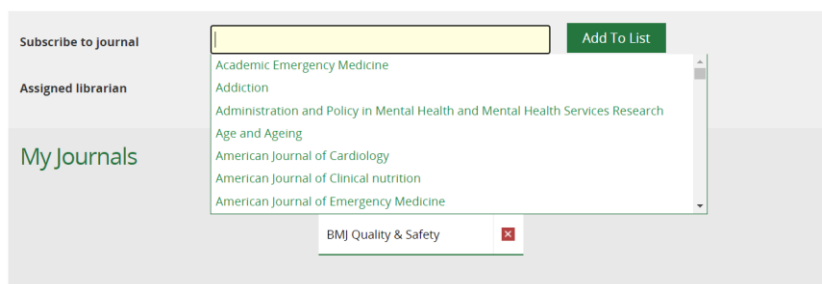 Subscribe to journal
Add To List
Academic Emergency Medicine
Assigned librarian
Addiction
Administration and Policy in Mental Health and Mental Health Services Research
Age and Ageing
My Journals
American Journal of Cardiology
American Journal of Clinical nutrition
American Journal of Emergency Medicine
BMJ Quality & Safety